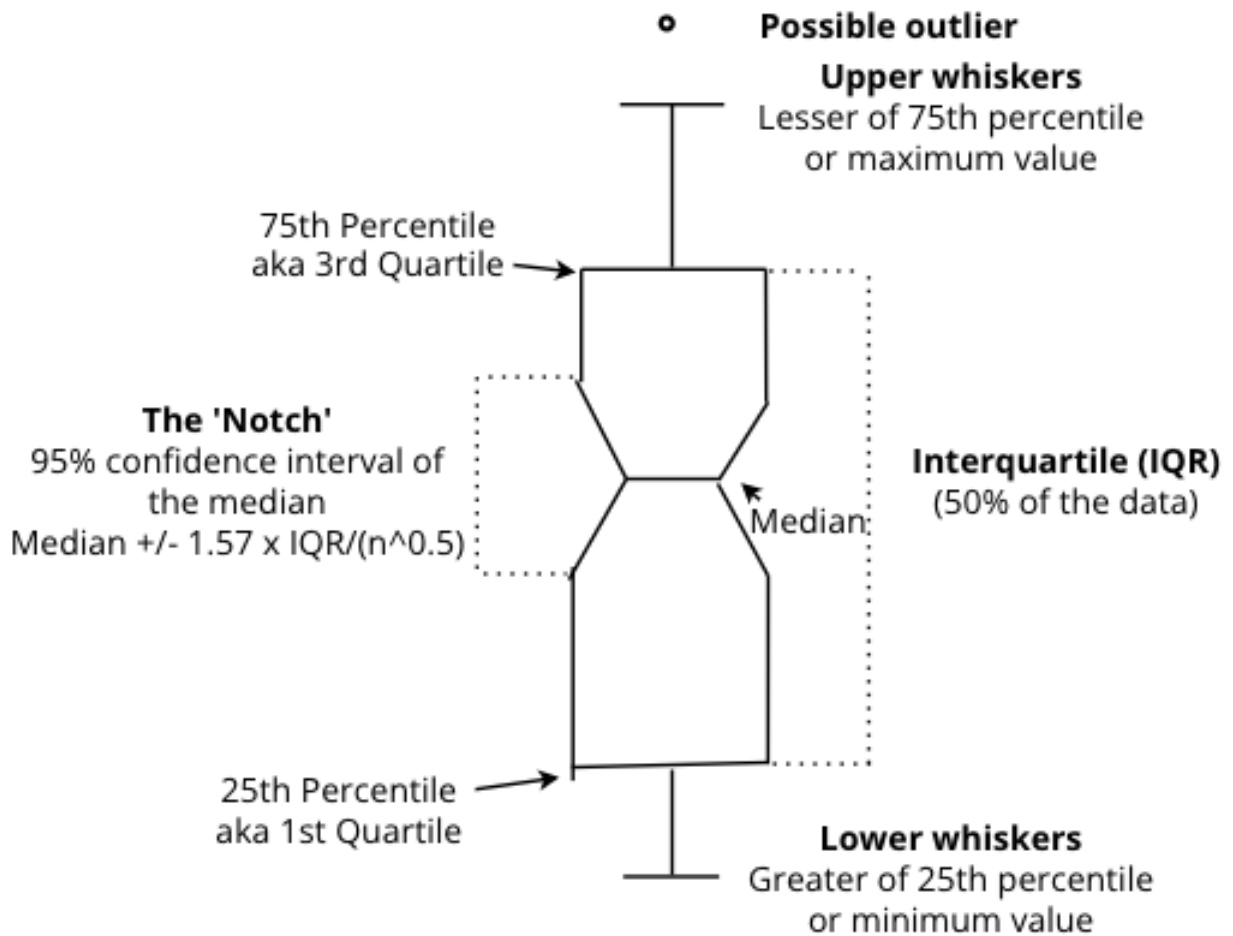 Possible outlier
Upper whiskers
Lesser of 75th percentile
or maximum value
75th Percentile
aka 3rd Quartile
The 'Notch'
95% confidence interval of
the median
Median +/- 1.57 x IQR/(n^0.5)
Interquartile (IQR)
(50% of the data)
Median
25th Percentile
aka 1st Quartile
Lower whiskers
Greater of 25th percentile
or minimum value